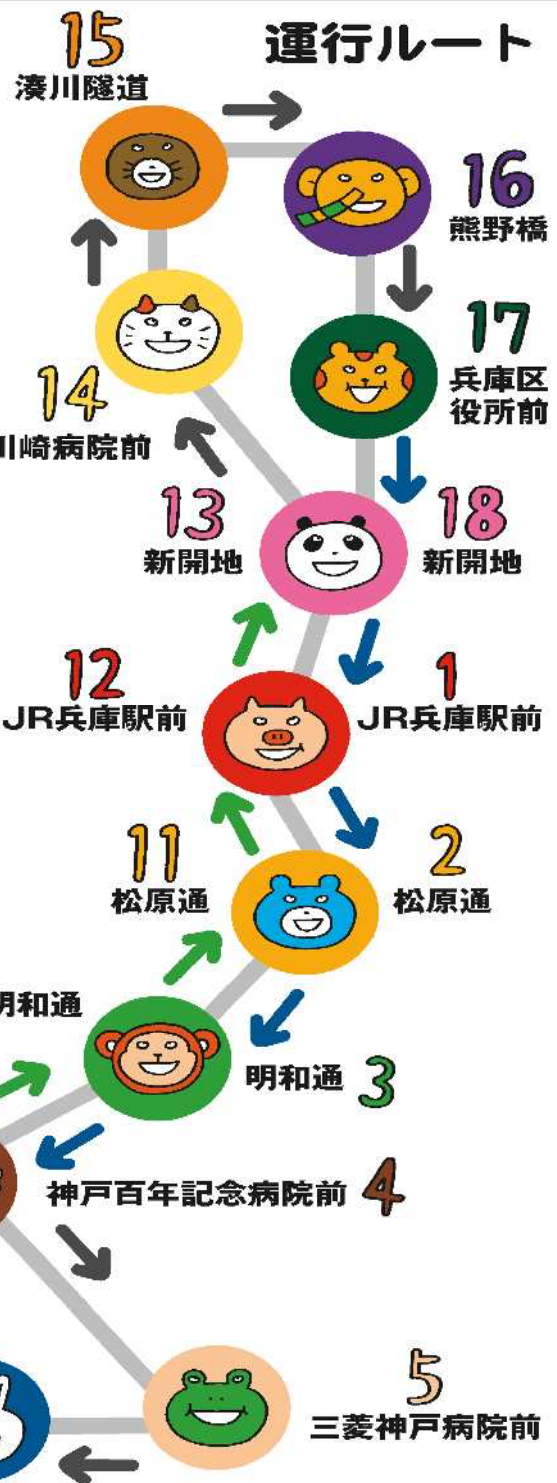 運行ルート
15
湊川隧道
16
熊野橋
17
兵庫区
役所前
14
川崎病院前
13
新開地
18
新開地
12
JR兵庫駅前
1
JR兵庫駅前
11
松原通
2
松原通
明和通
明和通 3
神戸百年記念病院前 4
5
三菱神戸病院前